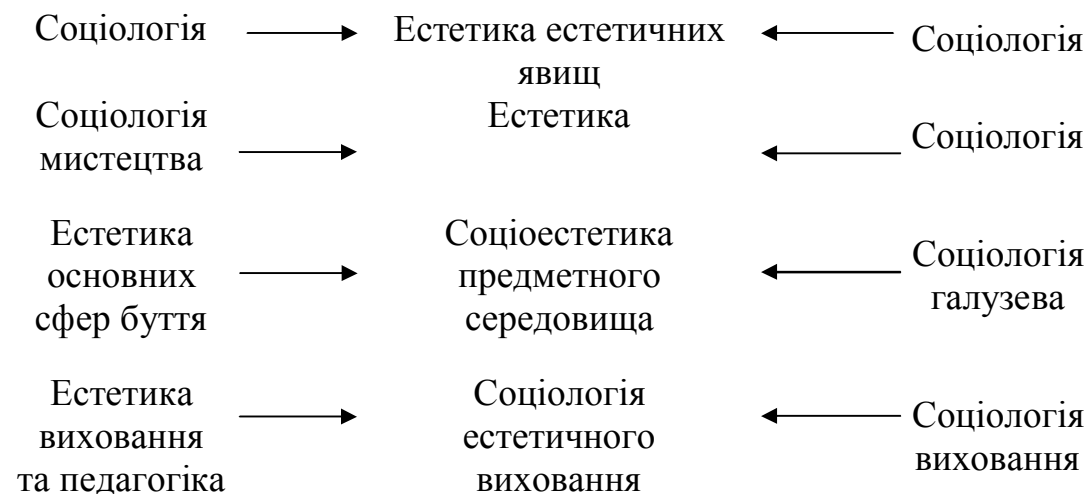 Соціологія
Естетика естетичних
явищ
Соціологія
Соціологія
мистецтва
Естетика
Соціологія
Естетика
основних
сфер буття
Соціоестетика
предметного
середовища
Соціологія
галузева
Естетика
виховання
та педагогіка
Соціологія
естетичного
виховання
Соціологія
виховання